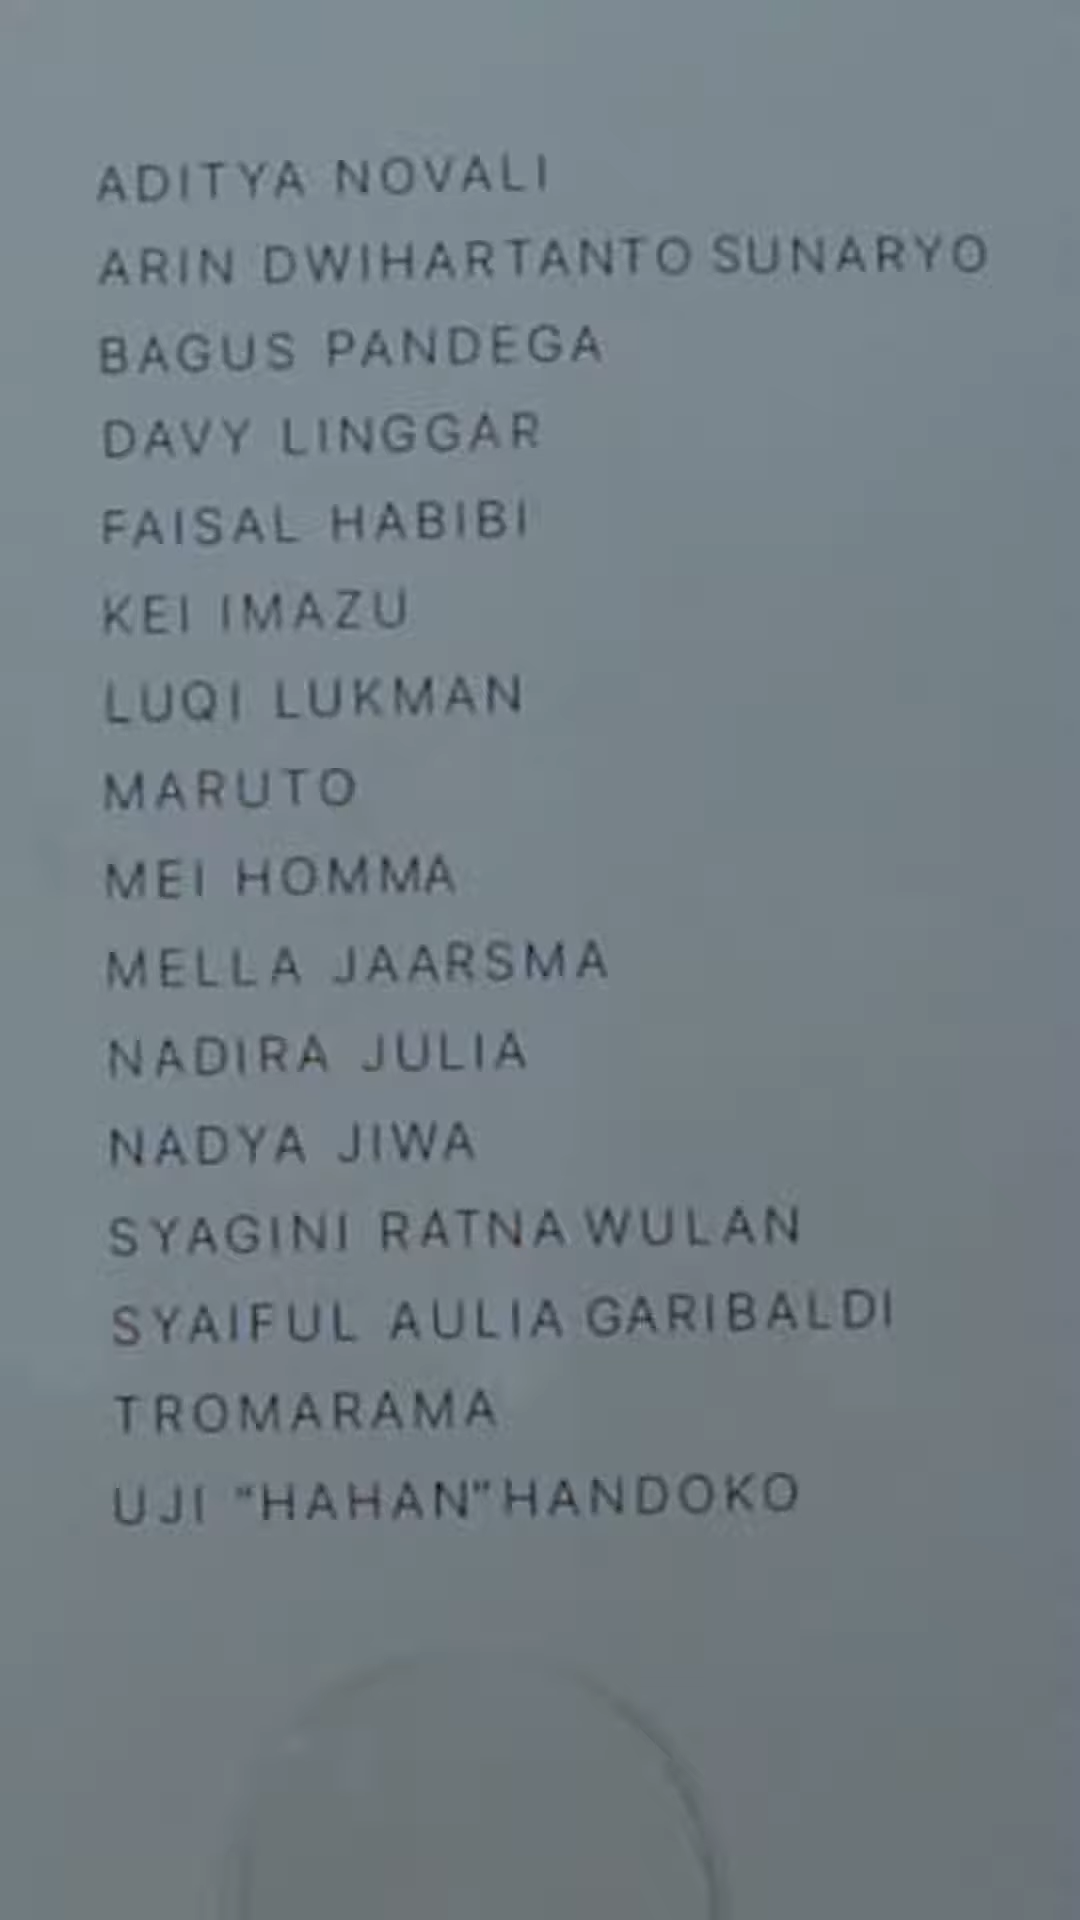 ADITYA NOVALI
ARIN DWIHARTANTO SUNARYO
BAGUS PANDEGA
DAVY LINGGAR
FAISAL HABIBI
KEI IMAZU
LUQI LUKMAN
MARUTO
MEI HOMMA
MELLA JAARSMA
NADIRA JULIA
NADYA JIWA
SYAGINI RATNA WULAN
SYAIFUL AULIA GARIBALDI
TROMARAMA
UJI "HAHAN" HANDOKO